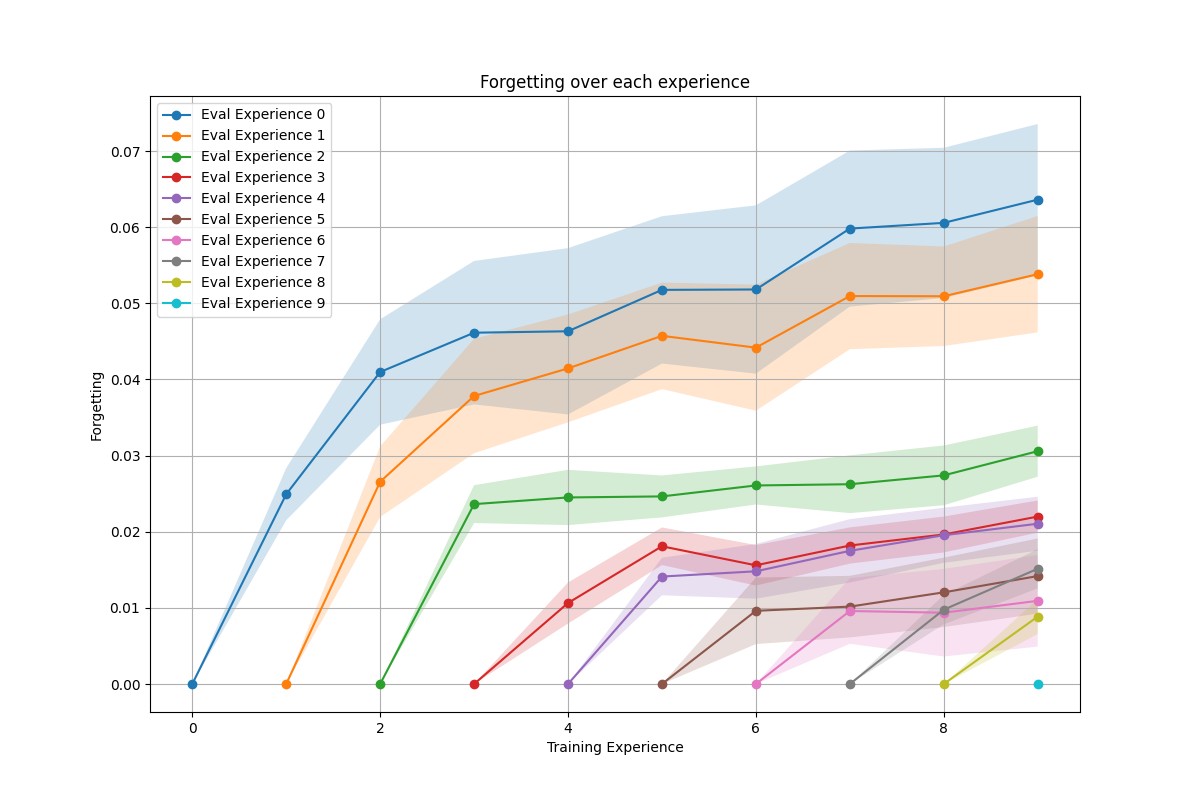 Forgetting over each experience
Eval Experience 0
Eval Experience 1
Eval Experience 2
Eval Experience 3
Eval Experience 4
Eval Experience 5
Eval Experience 6
Eval Experience 7
Eval Experience 8
Eval Experience 9
0.07
0.06
0.05
0.04
0.03
0.02
0.01
0.00
Forgetting
0 2 4 6 8
Training Experience